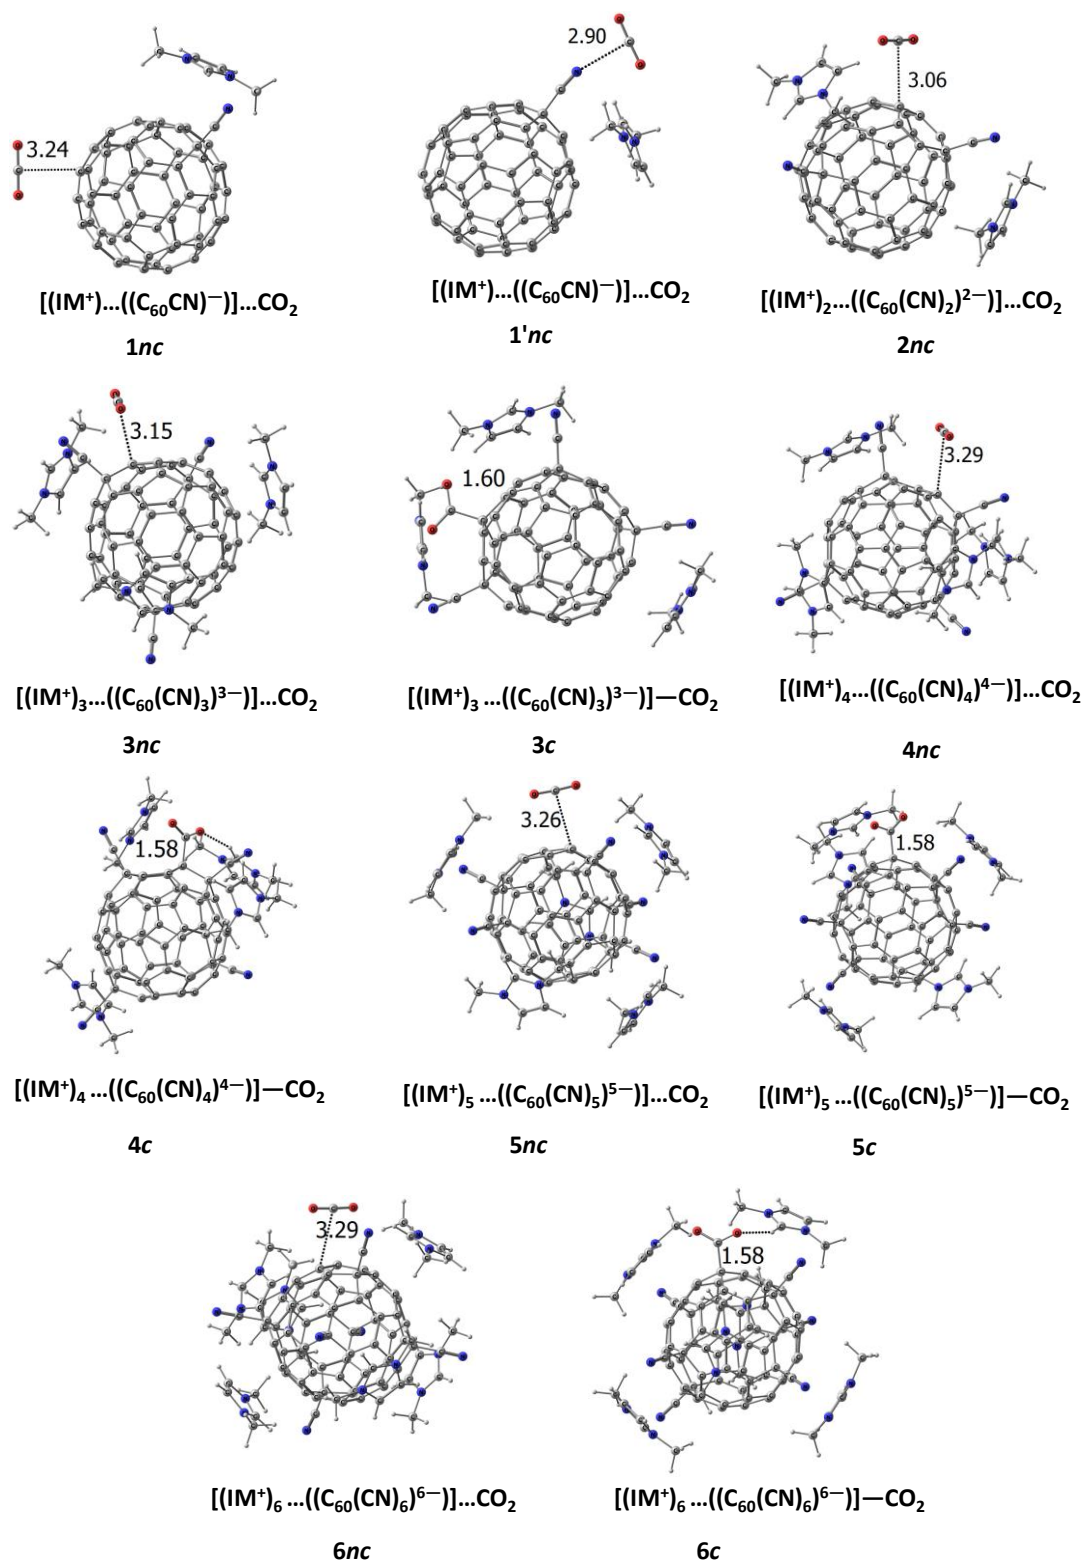 3.24
2.90
3.06
[(IM⁺)...((C₆₀CN)⁻)]...CO₂
[(IM⁺)...((C₆₀CN)⁻)]...CO₂
[(IM⁺)₂...((C₆₀(CN)₂)²⁻)]...CO₂
1nc
1'nc
2nc
3.15
1.60
3.29
[(IM⁺)₃...((C₆₀(CN)₃)³⁻)]...CO₂
[(IM⁺)₃ ...((C₆₀(CN)₃)³⁻)]—CO₂
[(IM⁺)₄...((C₆₀(CN)₄)⁴⁻)]...CO₂
3nc
3c
4nc
1.58
3.26
1.58
[(IM⁺)₄ ...((C₆₀(CN)₄)⁴⁻)]—CO₂
[(IM⁺)₅ ...((C₆₀(CN)₅)⁵⁻)]...CO₂
[(IM⁺)₅ ...((C₆₀(CN)₅)⁵⁻)]—CO₂
4c
5nc
5c
3.29
1.58
[(IM⁺)₆ ...((C₆₀(CN)₆)⁶⁻)]...CO₂
[(IM⁺)₆ ...((C₆₀(CN)₆)⁶⁻)]—CO₂
6nc
6c